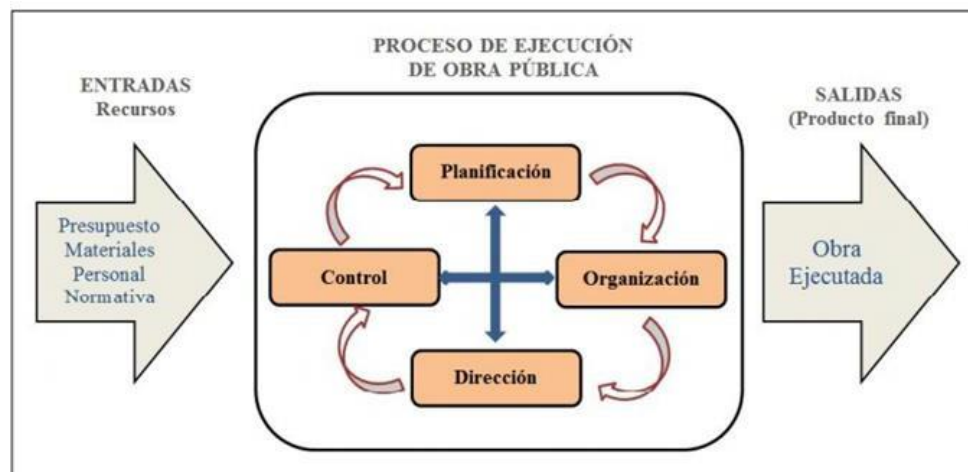 PROCESO DE EJECUCIÓN
DE OBRA PÚBLICA
ENTRADAS
Recursos
SALIDAS
(Producto final)
Planificación
Presupuesto
Materiales
Personal
Normativa
Control
Organización
Obra
Ejecutada
Dirección